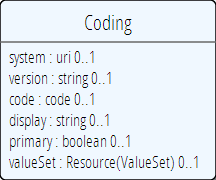 Coding
system : uri 0..1
version : string 0..1
code : code 0..1
display : string 0..1
primary : boolean 0..1
valueSet : Resource(ValueSet) 0..1